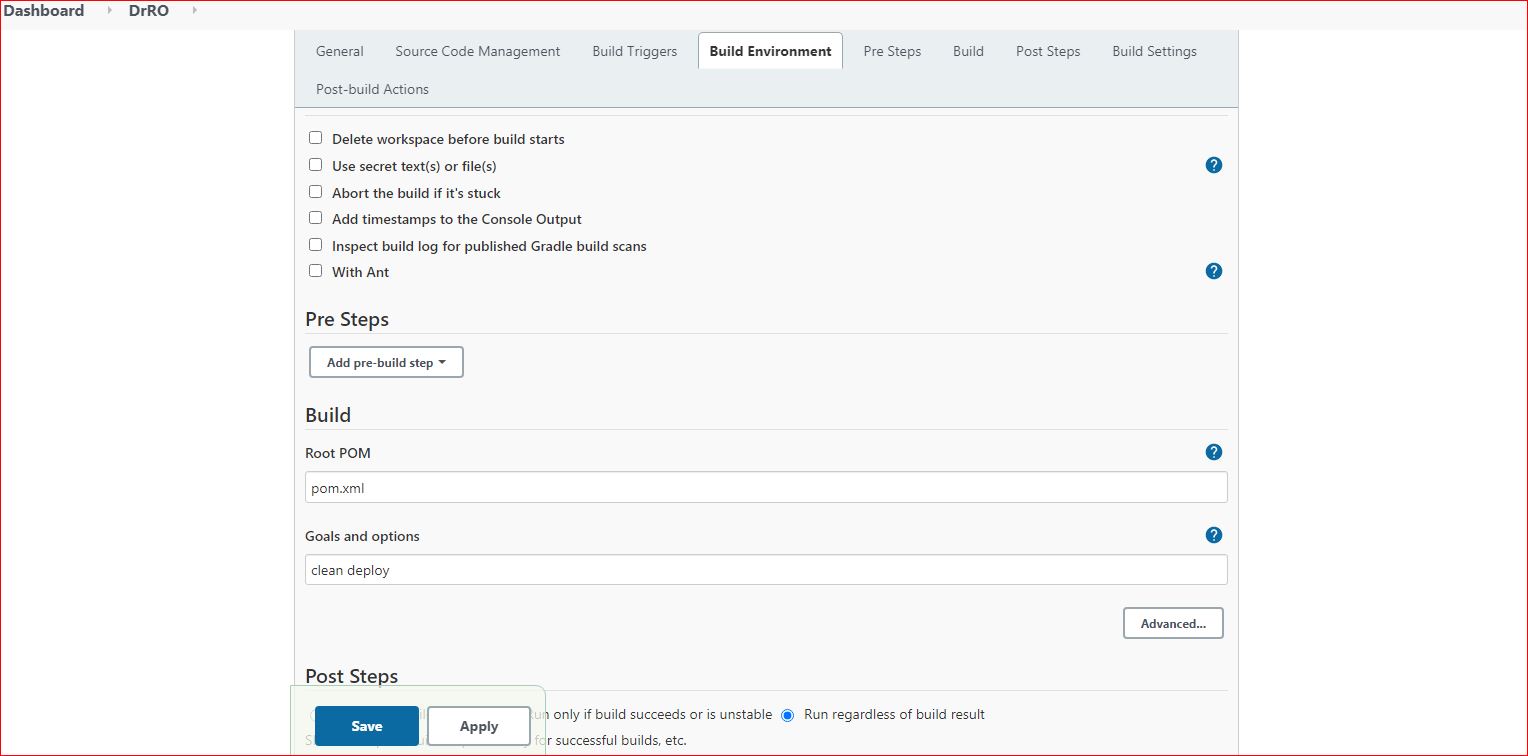 Dashboard DrRO
General Source Code Management Build Triggers Build Environment Pre Steps Build Post Steps Build Settings
Post-build Actions
Delete workspace before build starts
Use secret text(s) or file(s) ?
Abort the build if it's stuck
Add timestamps to the Console Output
Inspect build log for published Gradle build scans
With Ant ?
Pre Steps
Add pre-build step
Build
Root POM ?
pom.xml
Goals and options ?
clean deploy
Advanced...
Post Steps
only if build succeeds or is unstable Run regardless of build result
Save Apply
for successful builds, etc.